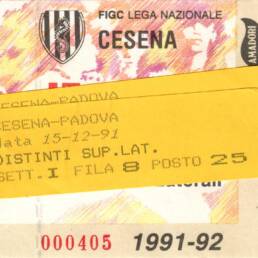 FIGC LEGA NAZIONALE
CESENA
AMADORI
CESENA-PADOVA
CESENA-PADOVA
data 15-12-91
DISTINTI SUP.LAT.
SETT.I FILA 8 POSTO 25
000405 1991-92